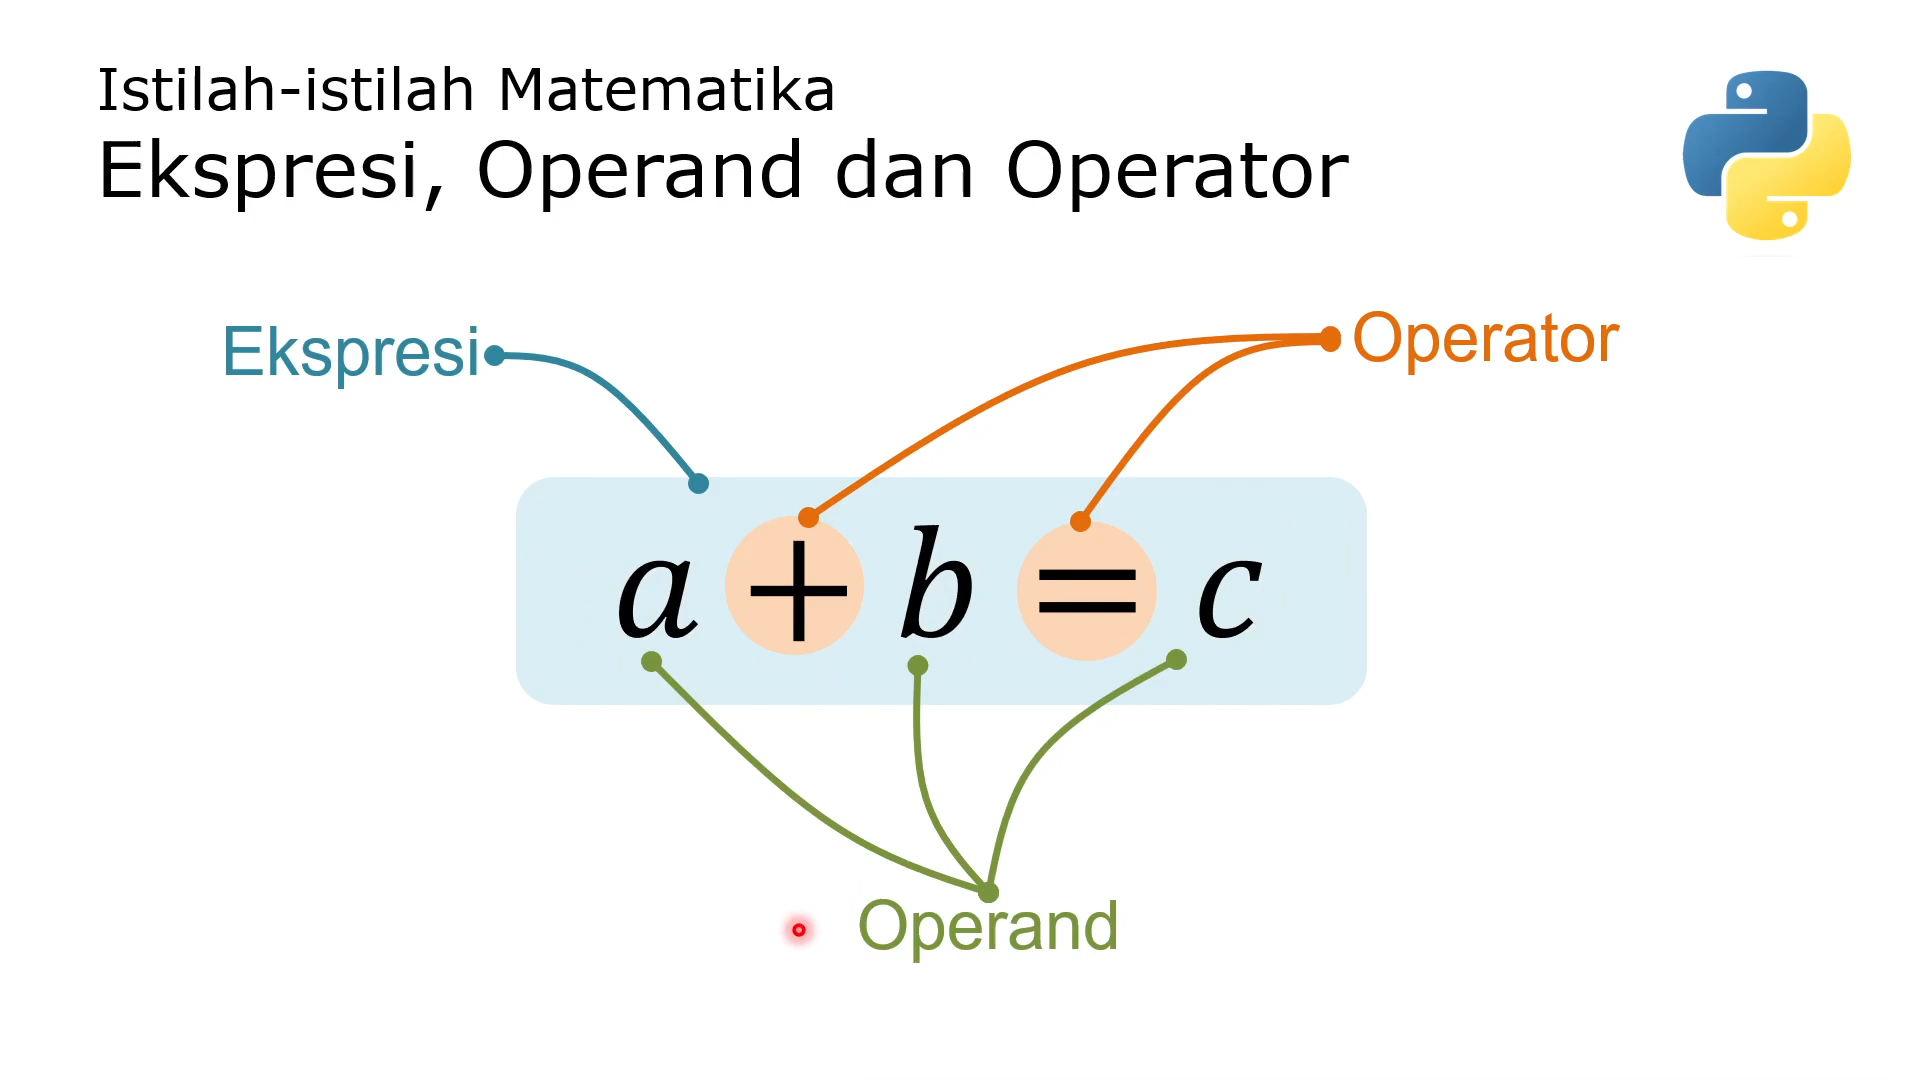 Istilah-istilah Matematika
Ekspresi, Operand dan Operator
Operator
Ekspresi
a + b = c
Operand